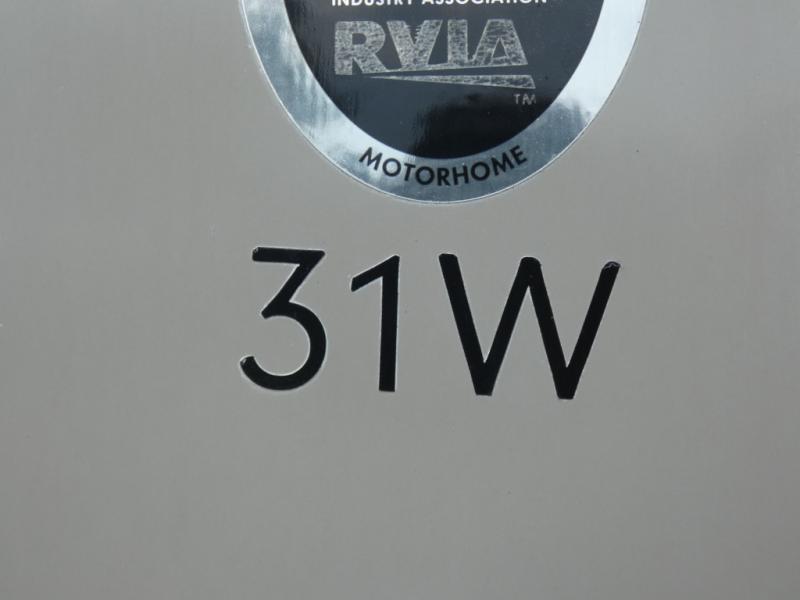 INDUSTRY ASSOCIATION
RVIA
TM
MOTORHOME
31W